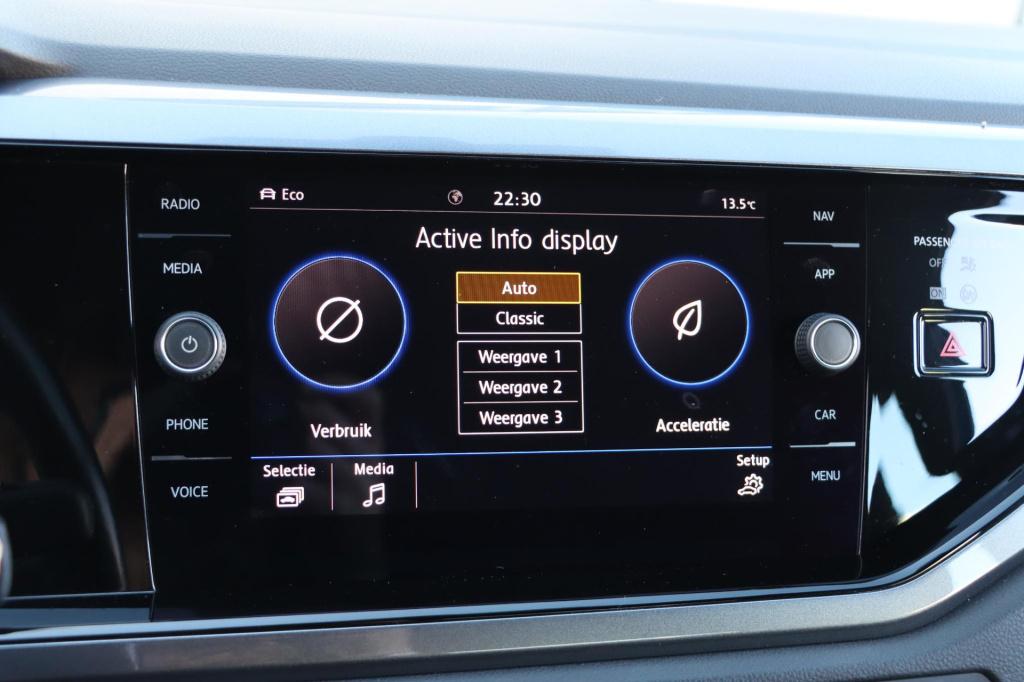 RADIO
MEDIA
PHONE
VOICE
Eco
22:30
13.5°C
Active Info display
Auto
Classic
Weergave 1
Weergave 2
Weergave 3
Verbruik
Acceleratie
Selectie
Media
Setup
NAV
APP
CAR
MENU
ON